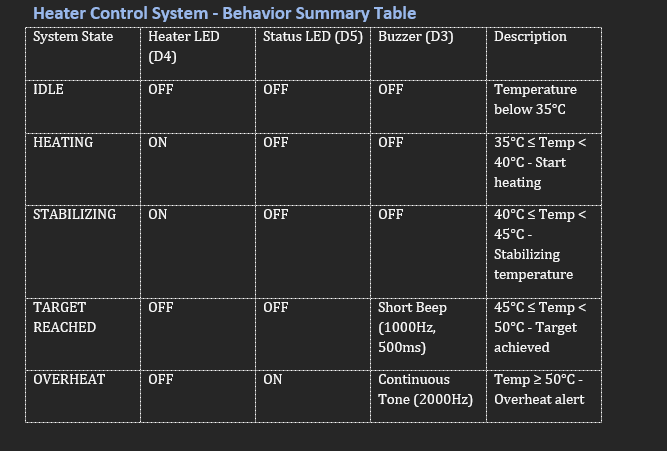 Heater Control System - Behavior Summary Table
System State Heater LED (D4) Status LED (D5) Buzzer (D3) Description
IDLE OFF OFF OFF Temperature below 35°C
HEATING ON OFF OFF 35°C ≤ Temp < 40°C - Start heating
STABILIZING ON OFF OFF 40°C ≤ Temp < 45°C - Stabilizing temperature
TARGET REACHED OFF OFF Short Beep (1000Hz, 500ms) 45°C ≤ Temp < 50°C - Target achieved
OVERHEAT OFF ON Continuous Tone (2000Hz) Temp ≥ 50°C - Overheat alert